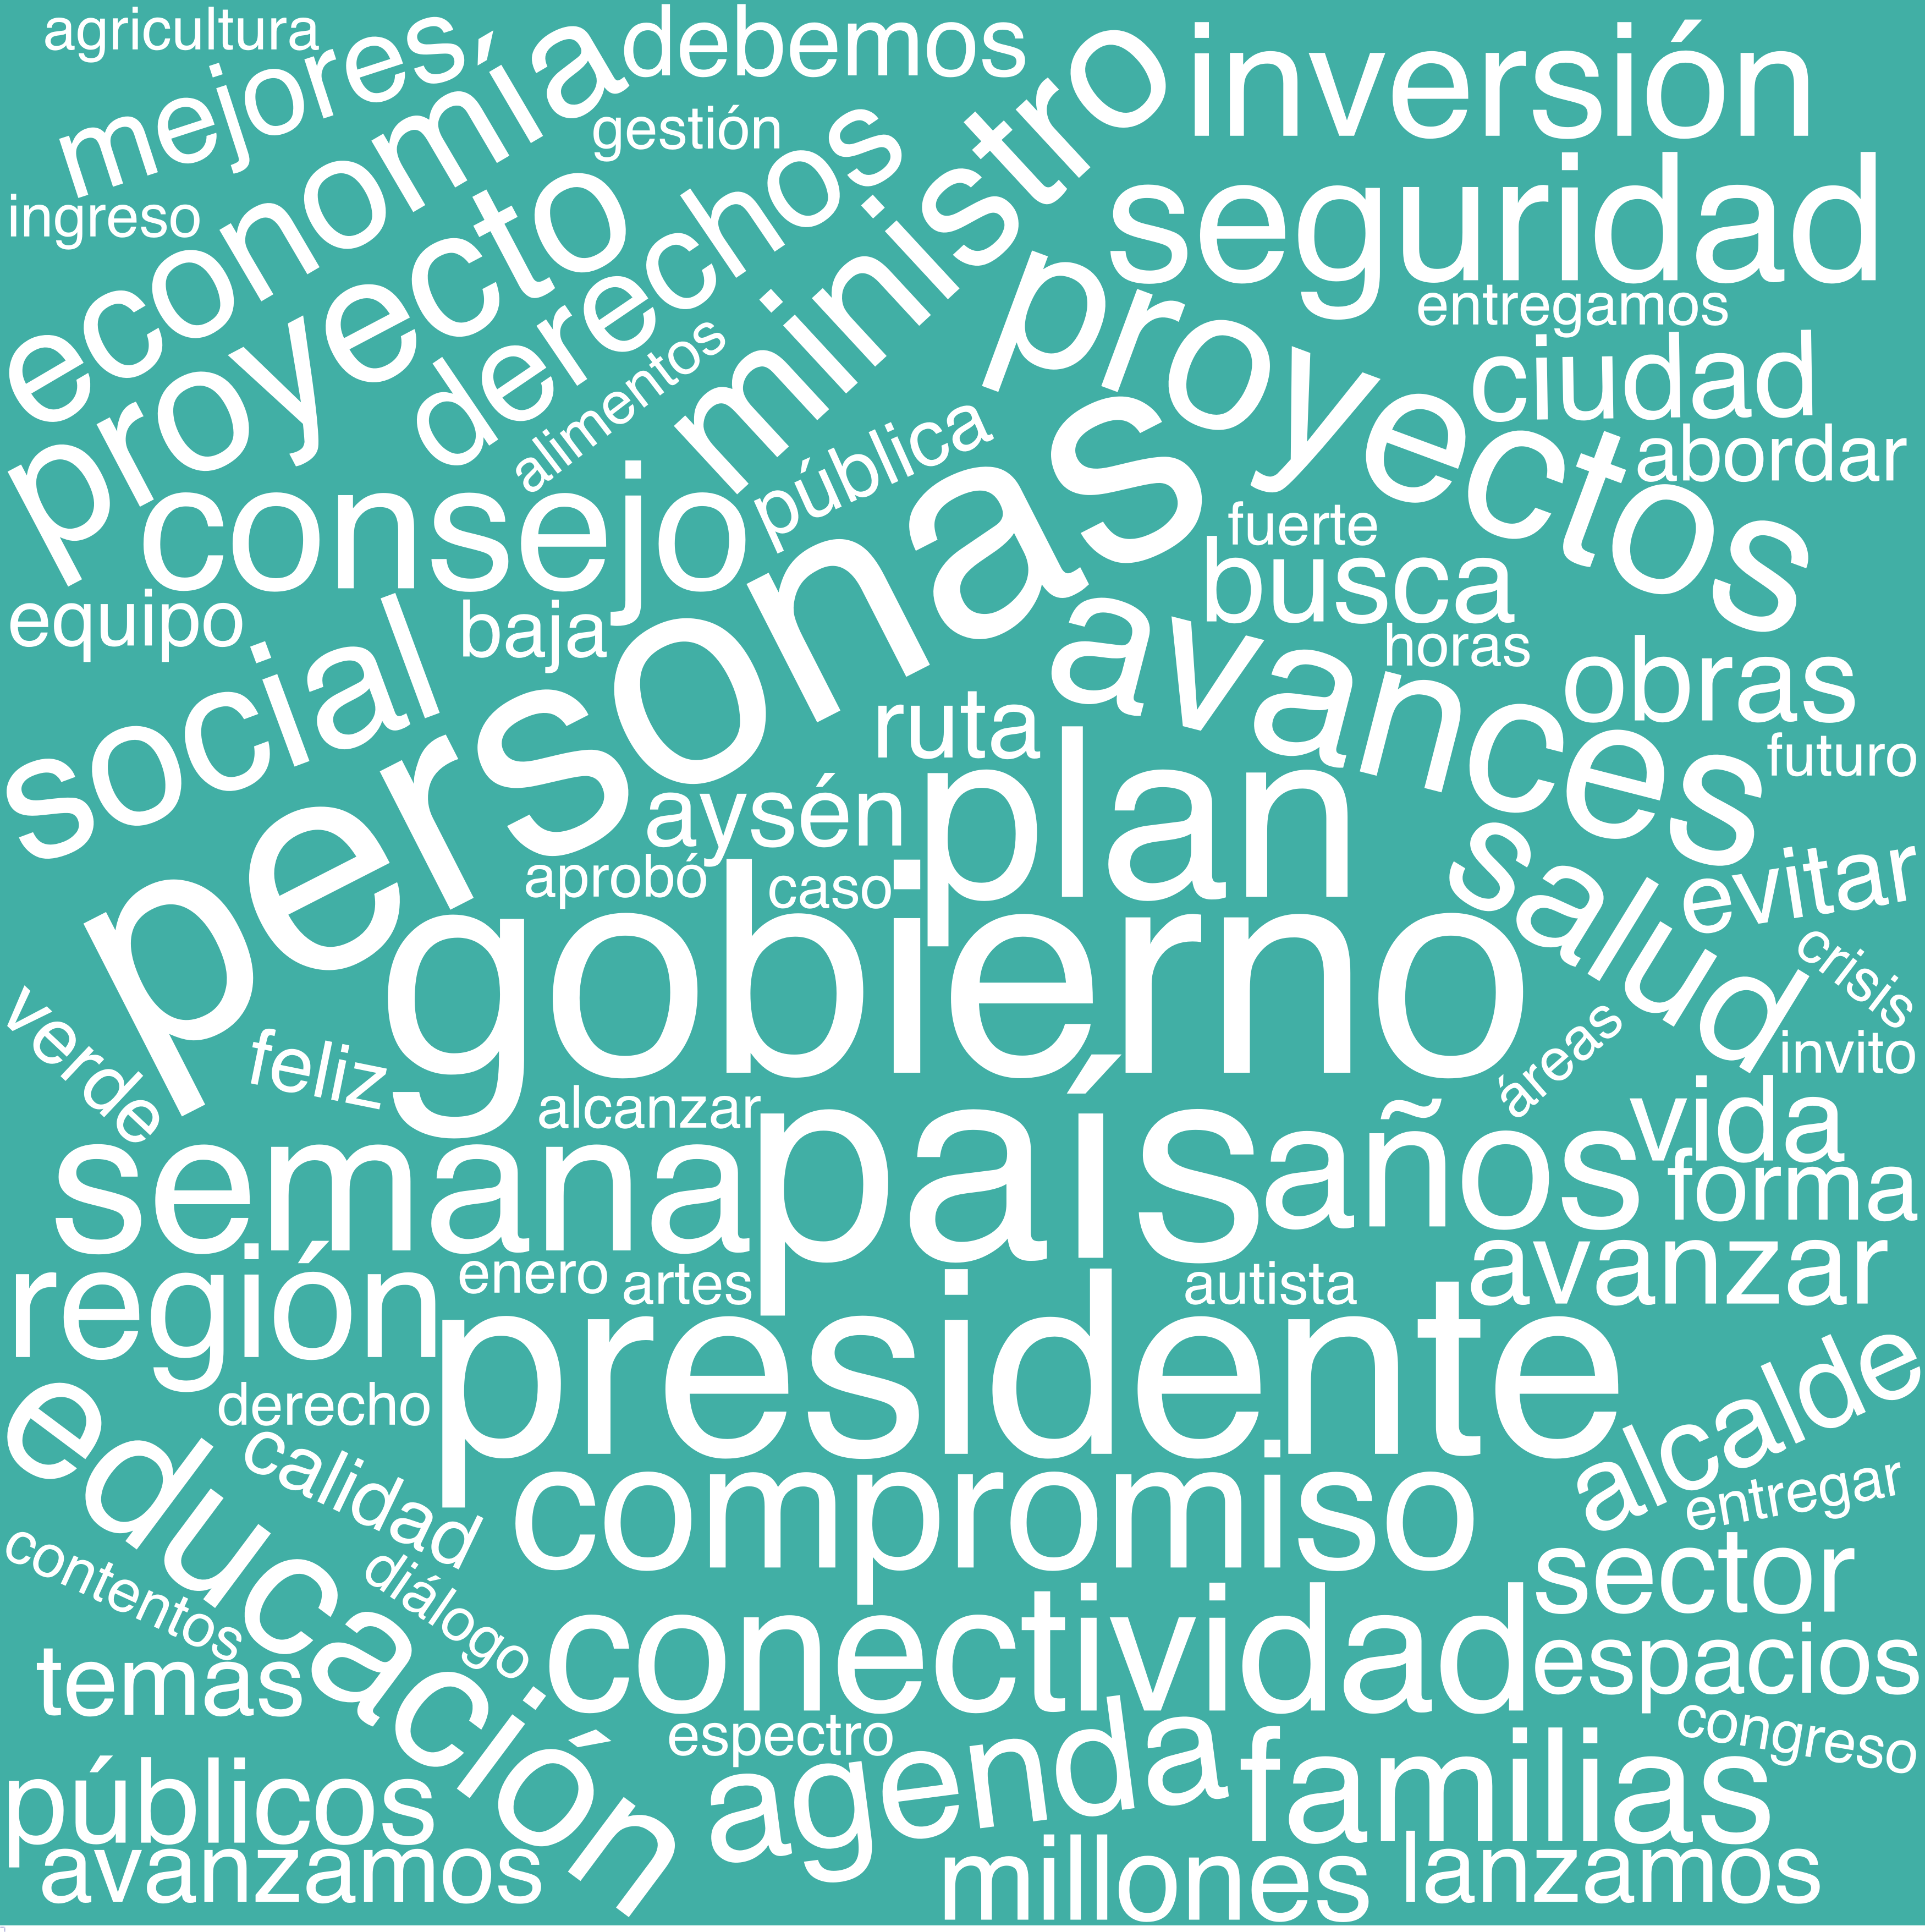 agricultura
mejores
economía
debemos
inversión
gestión
ministro
ingreso
proyecto
derechos
seguridad
entregamos
alimentos
proyectos
ciudad
abordar
consejo
pública
personas
fuerte
busca
equipo
baja
horas
social
avances
obras
ruta
futuro
aysén
plan
aprobó
caso
salud
evitar
crisis
gobierno
verde
feliz
áreas
invito
alcanzar
vida
semana
país
años
forma
región
enero
artes
autista
avanzar
presidente
derecho
educación
calidad
alcalde
entregar
compromiso
contentos
diálogo
sector
conectividad
temas
espacios
espectro
agenda
familias
congreso
públicos
avanzamos
millones
lanzamos